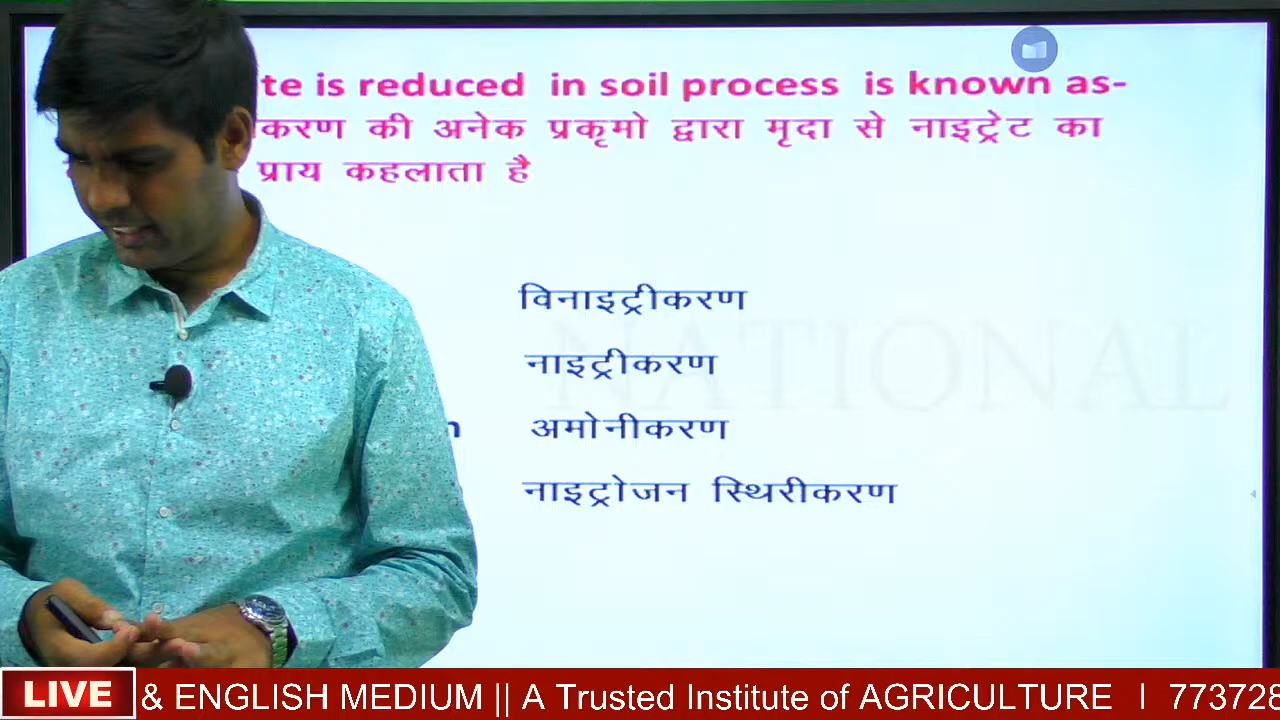 te is reduced in soil process is known as-
करण की अनेक प्रकृमो द्वारा मृदा से नाइट्रेट का
प्राय कहलाता है
विनाइट्रीकरण
नाइट्रीकरण
n अमोनीकरण
नाइट्रोजन स्थिरीकरण
NATIONAL
LIVE & ENGLISH MEDIUM || A Trusted Institute of AGRICULTURE | 773728